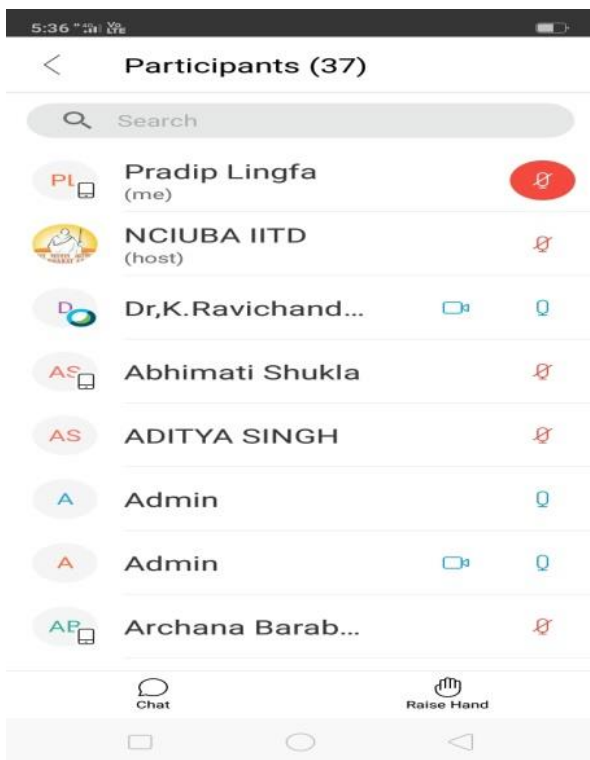 5:36
Participants (37)
Search
PL Pradip Lingfa
(me)
NCIUBA IITD
(host)
D Dr,K.Ravichand...
AS Abhimati Shukla
AS ADITYA SINGH
A Admin
A Admin
AB Archana Barab...
Chat
Raise Hand